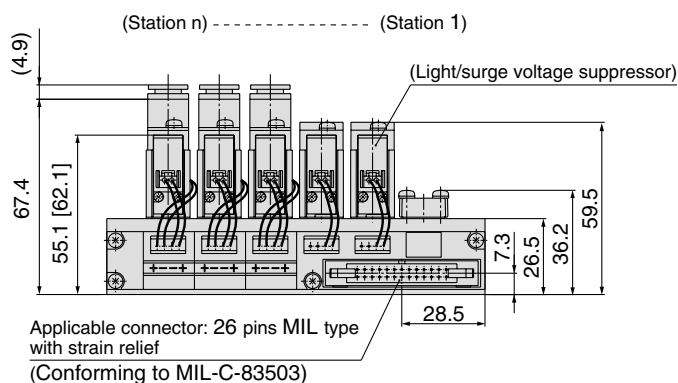 (Station n) (Station 1)
(4.9)
(Light/surge voltage suppressor)
67.4
55.1 [62.1]
7.3
26.5
36.2
59.5
28.5
Applicable connector: 26 pins MIL type
with strain relief
(Conforming to MIL-C-83503)